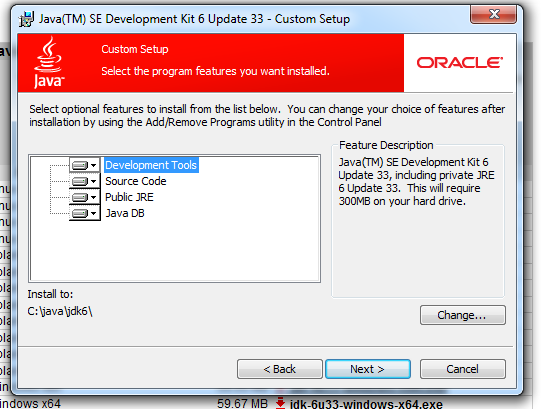 Java(TM) SE Development Kit 6 Update 33 - Custom Setup
Java
Custom Setup
Select the program features you want installed.
ORACLE
Select optional features to install from the list below. You can change your choice of features after
installation by using the Add/Remove Programs utility in the Control Panel
Development Tools
Source Code
Public JRE
Java DB
Feature Description
Java(TM) SE Development Kit 6
Update 33, including private JRE
6 Update 33. This will require
300MB on your hard drive.
Install to:
C:\java\jdk6\
Change...
< Back
Next >
Cancel
indows x64
59.67 MB
jdk-6u33-windows-x64.exe